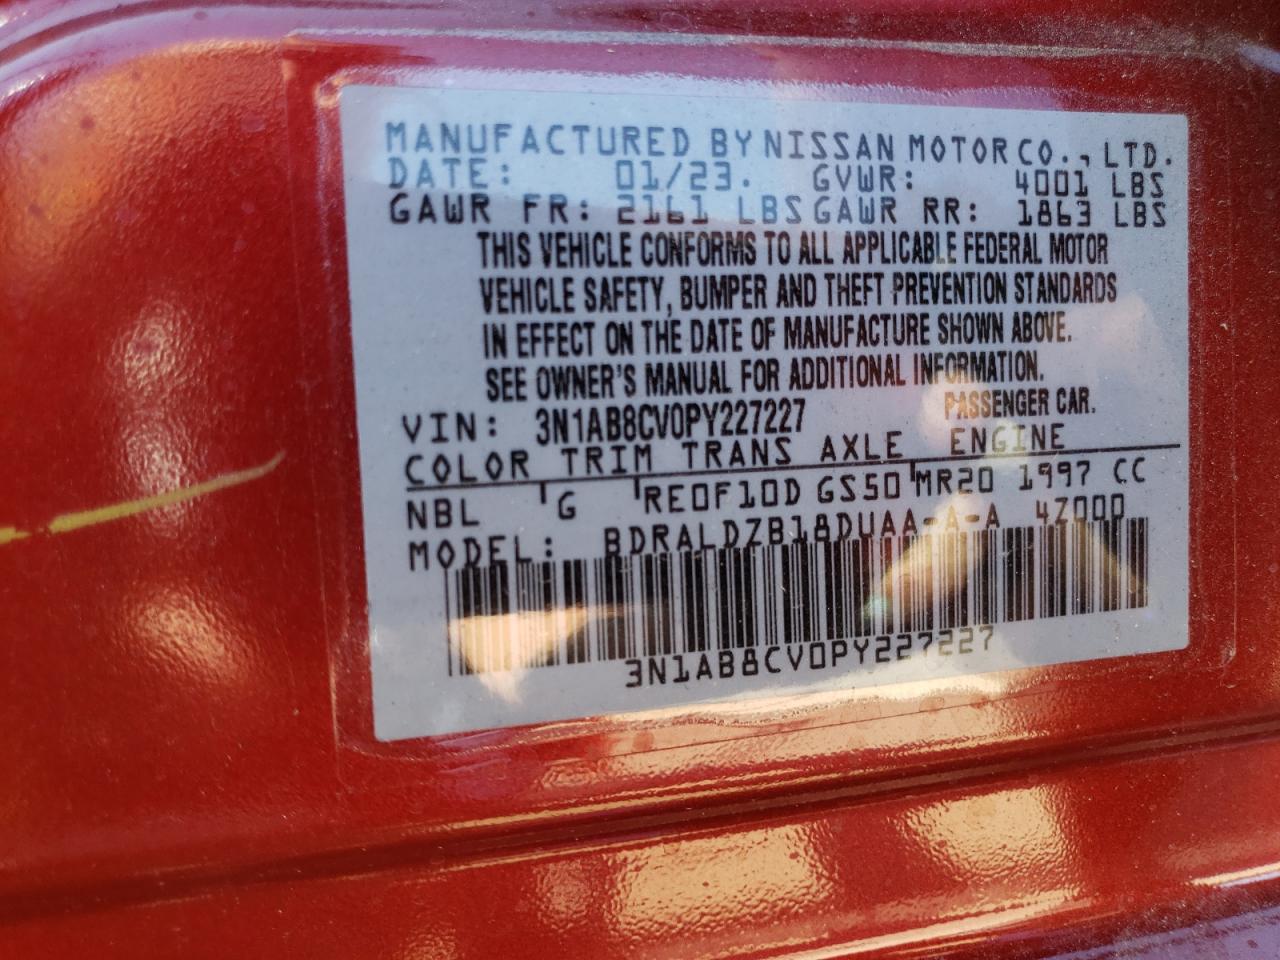 MANUFACTURED BY NISSAN MOTOR CO., LTD.
DATE: 01/23. GVWR: 4001 LBS
GAWR FR: 2161 LBS GAWR RR: 1863 LBS
THIS VEHICLE CONFORMS TO ALL APPLICABLE FEDERAL MOTOR
VEHICLE SAFETY, BUMPER AND THEFT PREVENTION STANDARDS
IN EFFECT ON THE DATE OF MANUFACTURE SHOWN ABOVE.
SEE OWNER'S MANUAL FOR ADDITIONAL INFORMATION.
VIN: 3N1AB8CV0PY227227 PASSENGER CAR.
COLOR TRIM TRANS AXLE ENGINE
NBL G RE0F10D GS50 MR20 1997 CC
MODEL: BDRALDZB18DUAA-A-A 4Z000
3N1AB8CV0PY227227